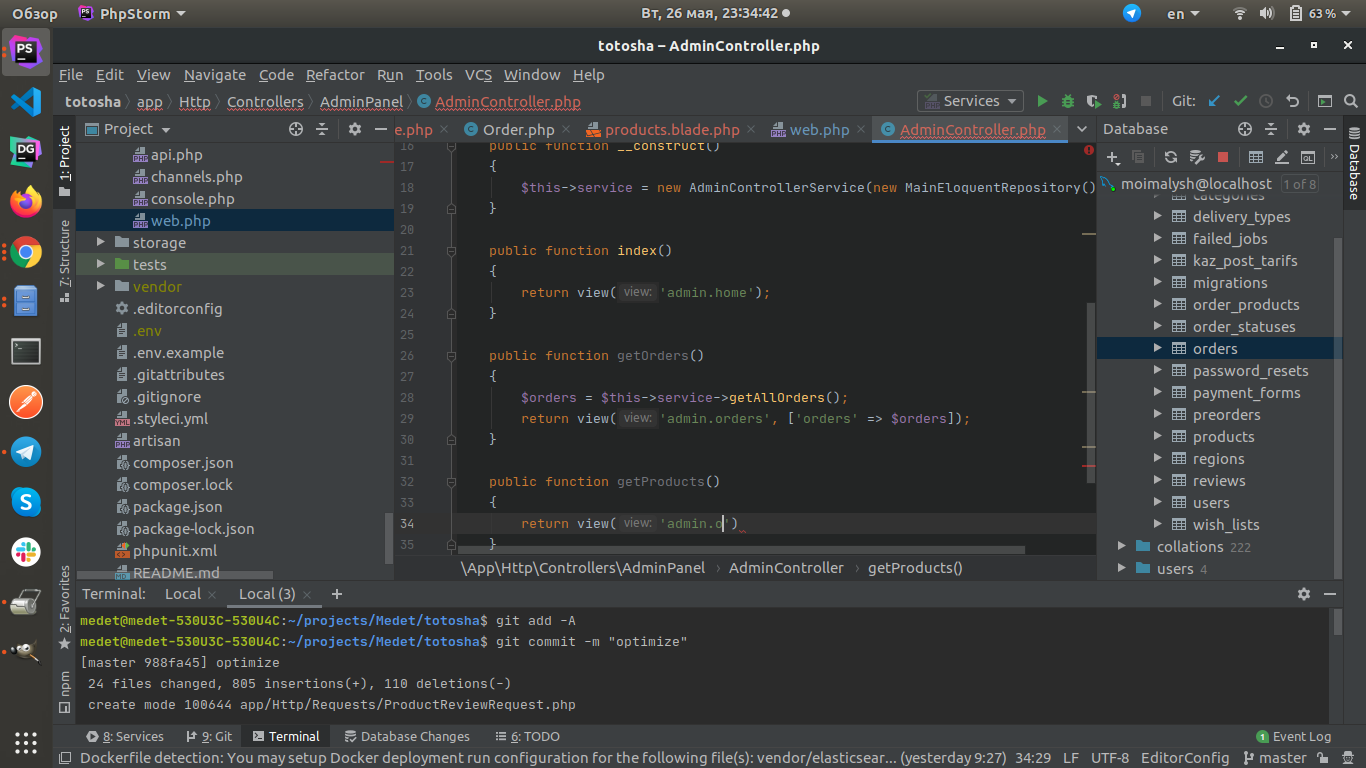 Обзор PhpStorm Вт, 26 мая, 23:34:42 en 63 %
totosha – AdminController.php
File Edit View Navigate Code Refactor Run Tools VCS Window Help
totosha app Http Controllers AdminPanel AdminController.php Services Git:
1: Project
7: Structure
2: Favorites
npm
Project
api.php
channels.php
console.php
web.php
storage
tests
vendor
.editorconfig
.env
.env.example
.gitattributes
.gitignore
.styleci.yml
artisan
composer.json
composer.lock
package.json
package-lock.json
phpunit.xml
README.md
e.php Order.php products.blade.php web.php AdminController.php
16 public function __construct()
17 {
18 $this->service = new AdminControllerService(new MainEloquentRepository()
19 }
20
21 public function index()
22 {
23 return view( view: 'admin.home');
24 }
25
26 public function getOrders()
27 {
28 $orders = $this->service->getAllOrders();
29 return view( view: 'admin.orders', ['orders' => $orders]);
30 }
31
32 public function getProducts()
33 {
34 return view( view: 'admin.o')
35 }
\App\Http\Controllers\AdminPanel AdminController getProducts()
Database
moimalysh@localhost 1 of 8
categories
delivery_types
failed_jobs
kaz_post_tarifs
migrations
order_products
order_statuses
orders
password_resets
payment_forms
preorders
products
regions
reviews
users
wish_lists
collations 222
users 4
Database
Terminal: Local Local (3)
medet@medet-530U3C-530U4C:~/projects/Medet/totosha$ git add -A
medet@medet-530U3C-530U4C:~/projects/Medet/totosha$ git commit -m "optimize"
[master 988fa45] optimize
24 files changed, 805 insertions(+), 110 deletions(-)
create mode 100644 app/Http/Requests/ProductReviewRequest.php
8: Services 9: Git Terminal Database Changes 6: TODO 1 Event Log
Dockerfile detection: You may setup Docker deployment run configuration for the following file(s): vendor/elasticsear... (yesterday 9:27) 34:29 LF UTF-8 EditorConfig master